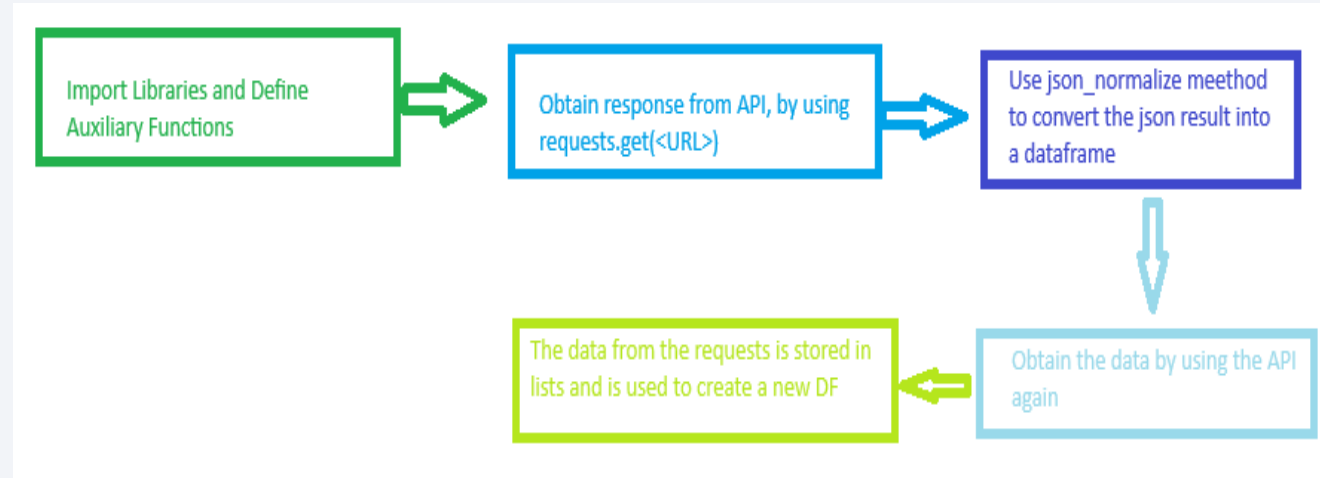 Import Libraries and Define
Auxiliary Functions
Obtain response from API, by using
requests.get(<URL>)
Use json_normalize meethod
to convert the json result into
a dataframe
Obtain the data by using the API
again
The data from the requests is stored in
lists and is used to create a new DF